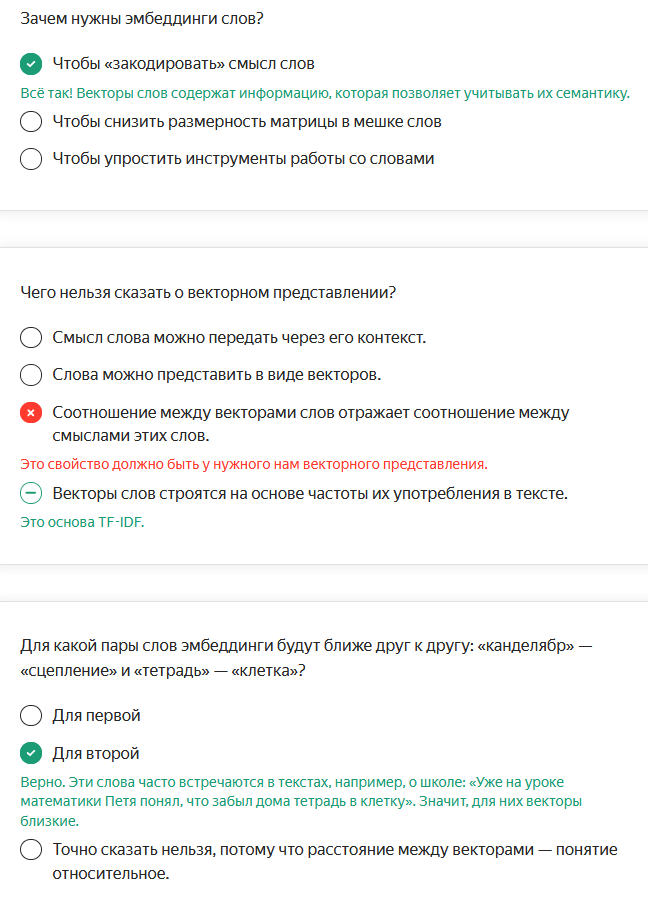 Зачем нужны эмбеддинги слов?
Чтобы «закодировать» смысл слов
Всё так! Векторы слов содержат информацию, которая позволяет учитывать их семантику.
Чтобы снизить размерность матрицы в мешке слов
Чтобы упростить инструменты работы со словами
Чего нельзя сказать о векторном представлении?
Смысл слова можно передать через его контекст.
Слова можно представить в виде векторов.
Соотношение между векторами слов отражает соотношение между
смыслами этих слов.
Это свойство должно быть у нужного нам векторного представления.
Векторы слов строятся на основе частоты их употребления в тексте.
Это основа TF-IDF.
Для какой пары слов эмбеддинги будут ближе друг к другу: «канделябр» —
«сцепление» и «тетрадь» — «клетка»?
Для первой
Для второй
Верно. Эти слова часто встречаются в текстах, например, о школе: «Уже на уроке
математики Петя понял, что забыл дома тетрадь в клетку». Значит, для них векторы
близкие.
Точно сказать нельзя, потому что расстояние между векторами — понятие
относительное.